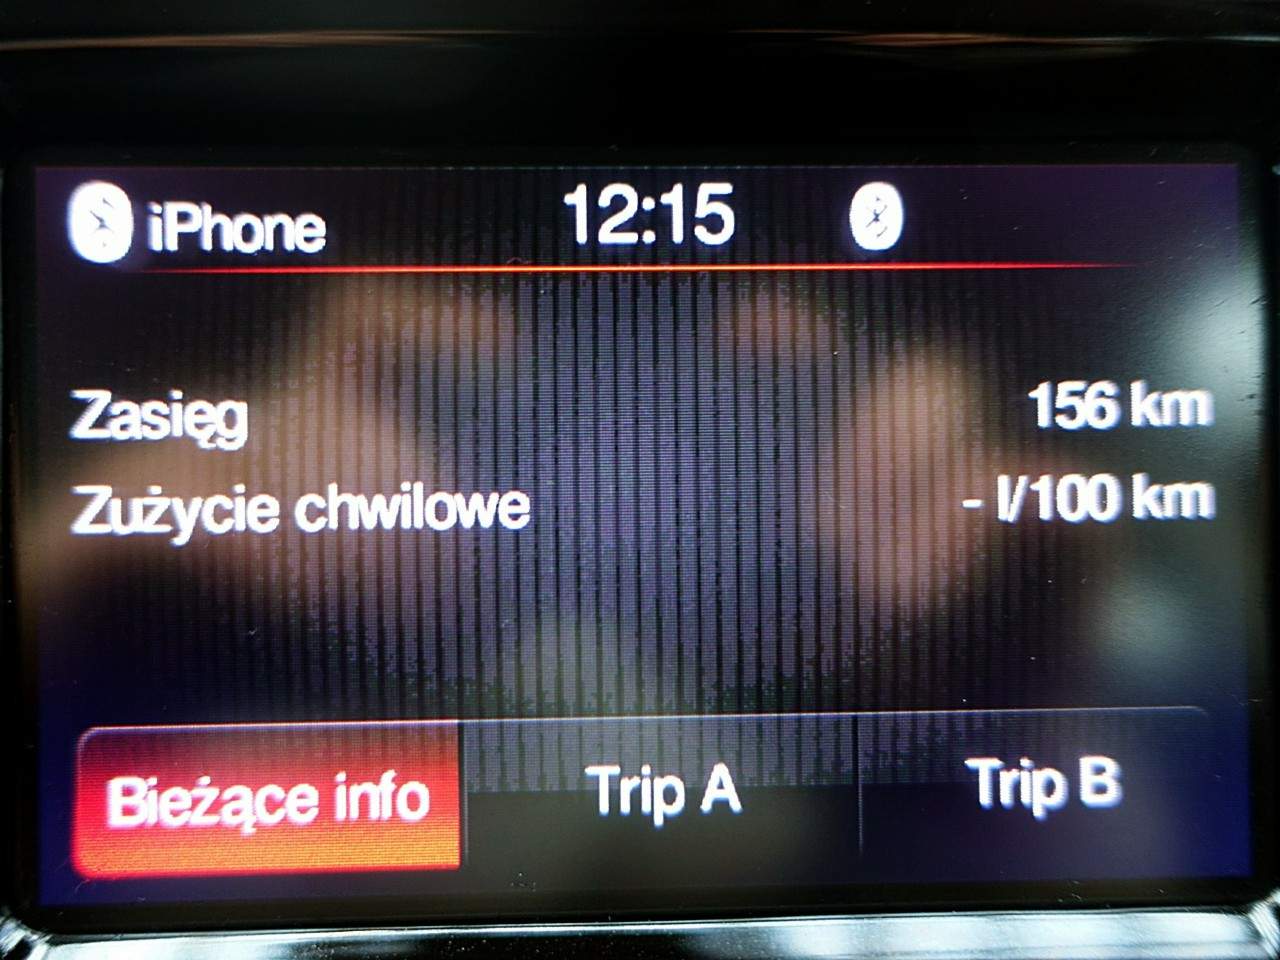 iPhone 12:15
Zasięg 156 km
Zużycie chwilowe - l/100 km
Bieżące info Trip A Trip B